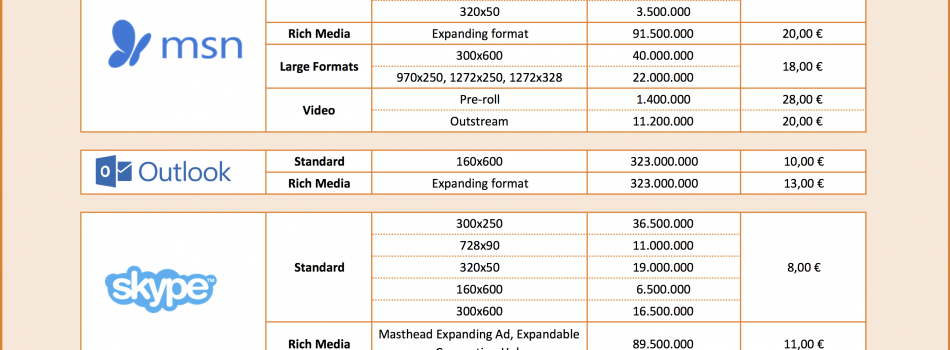 320x50 3.500.000
msn Rich Media Expanding format 91.500.000 20,00 €
Large Formats 300x600 40.000.000 18,00 €
970x250, 1272x250, 1272x328 22.000.000
Video Pre-roll 1.400.000 28,00 €
Outstream 11.200.000 20,00 €
Outlook Standard 160x600 323.000.000 10,00 €
Rich Media Expanding format 323.000.000 13,00 €
skype™ Standard 300x250 36.500.000 8,00 €
728x90 11.000.000
320x50 19.000.000
160x600 6.500.000
300x600 16.500.000
Rich Media Masthead Expanding Ad, Expandable 89.500.000 11,00 €